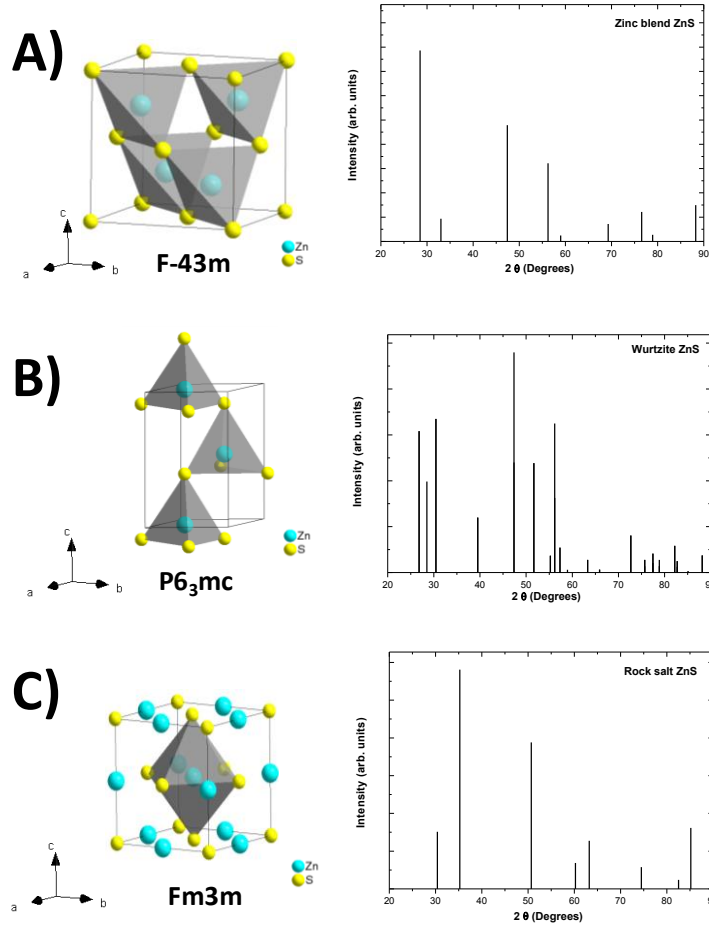 A)
Zn
S
c
a
b
F-43m
Zinc blend ZnS
Intensity (arb. units)
20 30 40 50 60 70 80 90
2 θ (Degrees)
B)
Zn
S
c
a
b
P6₃mc
Wurtzite ZnS
Intensity (arb. units)
20 30 40 50 60 70 80 90
2 θ (Degrees)
C)
Zn
S
c
a
b
Fm3m
Rock salt ZnS
Intensity (arb. units)
20 30 40 50 60 70 80 90
2 θ (Degrees)